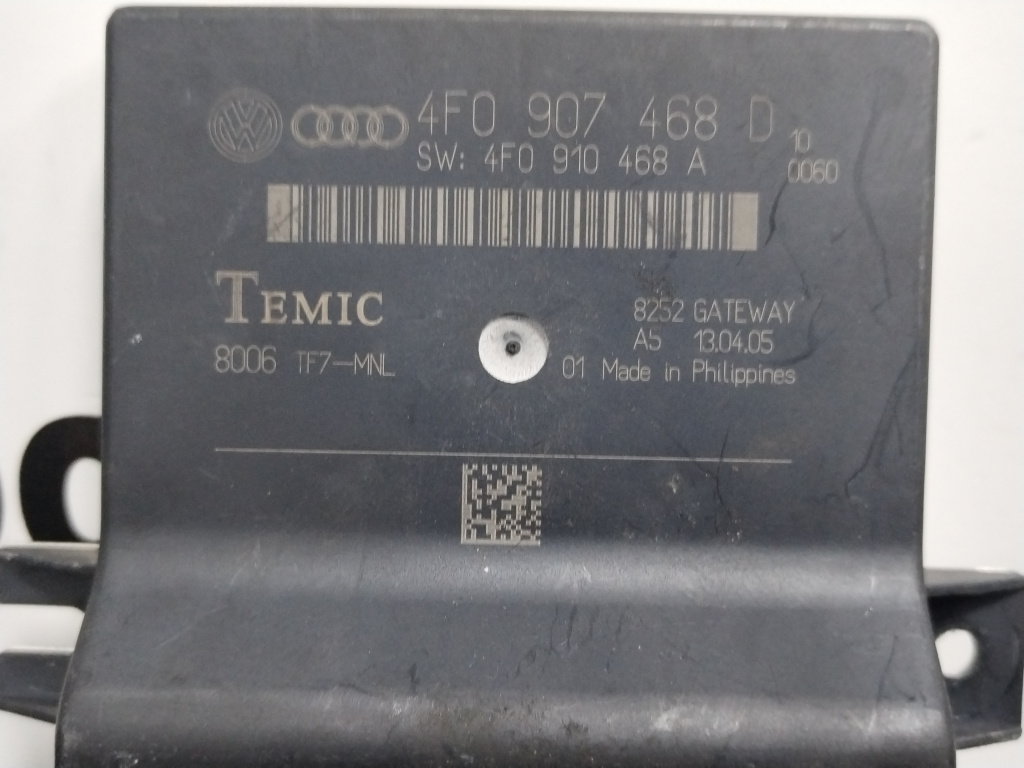 4F0 907 468 D 10
SW: 4F0 910 468 A 0060
TEMIC
8252 GATEWAY
A5 13.04.05
8006 TF7-MNL
01 Made in Philippines